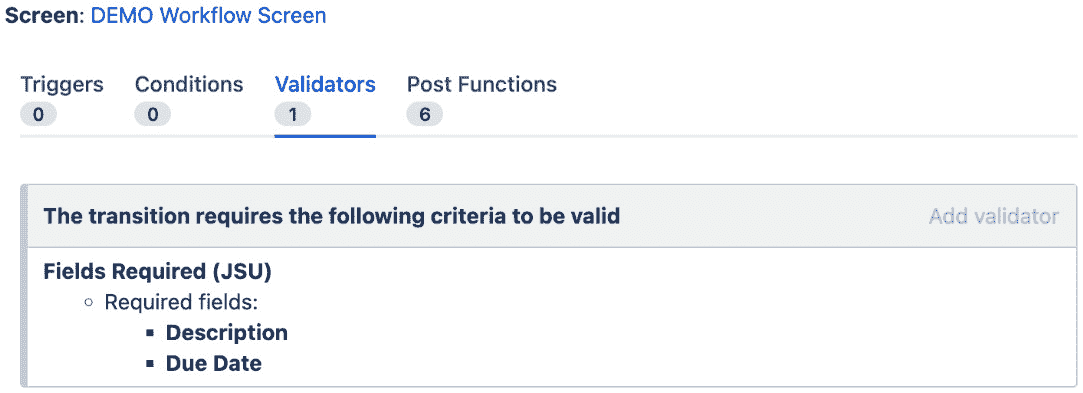 Screen: DEMO Workflow Screen
Triggers Conditions Validators Post Functions
0 0 1 6
The transition requires the following criteria to be valid Add validator
Fields Required (JSU)
Required fields:
Description
Due Date